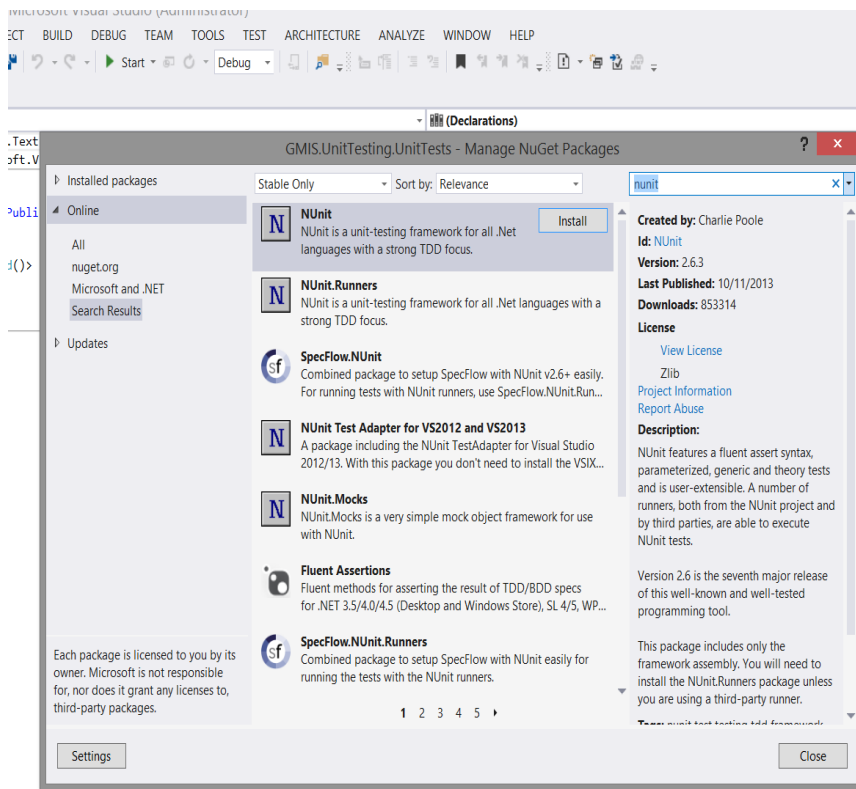 Microsoft Visual Studio (Administrator)
ECT BUILD DEBUG TEAM TOOLS TEST ARCHITECTURE ANALYZE WINDOW HELP
Start Debug
(Declarations)
.Text
oft.V
Publi
d()>
GMIS.UnitTesting.UnitTests - Manage NuGet Packages
? x
Installed packages
Online
All
nuget.org
Microsoft and .NET
Search Results
Updates
Each package is licensed to you by its
owner. Microsoft is not responsible
for, nor does it grant any licenses to,
third-party packages.
Stable Only Sort by: Relevance
NUnit
NUnit is a unit-testing framework for all .Net
languages with a strong TDD focus.
Install
NUnit.Runners
NUnit is a unit-testing framework for all .Net languages with a
strong TDD focus.
SpecFlow.NUnit
Combined package to setup SpecFlow with NUnit v2.6+ easily.
For running tests with NUnit runners, use SpecFlow.NUnit.Run...
NUnit Test Adapter for VS2012 and VS2013
A package including the NUnit TestAdapter for Visual Studio
2012/13. With this package you don't need to install the VSIX...
NUnit.Mocks
NUnit.Mocks is a very simple mock object framework for use
with NUnit.
Fluent Assertions
Fluent methods for asserting the result of TDD/BDD specs
for .NET 3.5/4.0/4.5 (Desktop and Windows Store), SL 4/5, WP...
SpecFlow.NUnit.Runners
Combined package to setup SpecFlow with NUnit easily for
running the tests with the NUnit runners.
1 2 3 4 5
nunit
Created by: Charlie Poole
Id: NUnit
Version: 2.6.3
Last Published: 10/11/2013
Downloads: 853314
License
View License
Zlib
Project Information
Report Abuse
Description:
NUnit features a fluent assert syntax,
parameterized, generic and theory tests
and is user-extensible. A number of
runners, both from the NUnit project and
by third parties, are able to execute
NUnit tests.
Version 2.6 is the seventh major release
of this well-known and well-tested
programming tool.
This package includes only the
framework assembly. You will need to
install the NUnit.Runners package unless
you are using a third-party runner.
Tags: nunit test testing tdd framework
Settings
Close